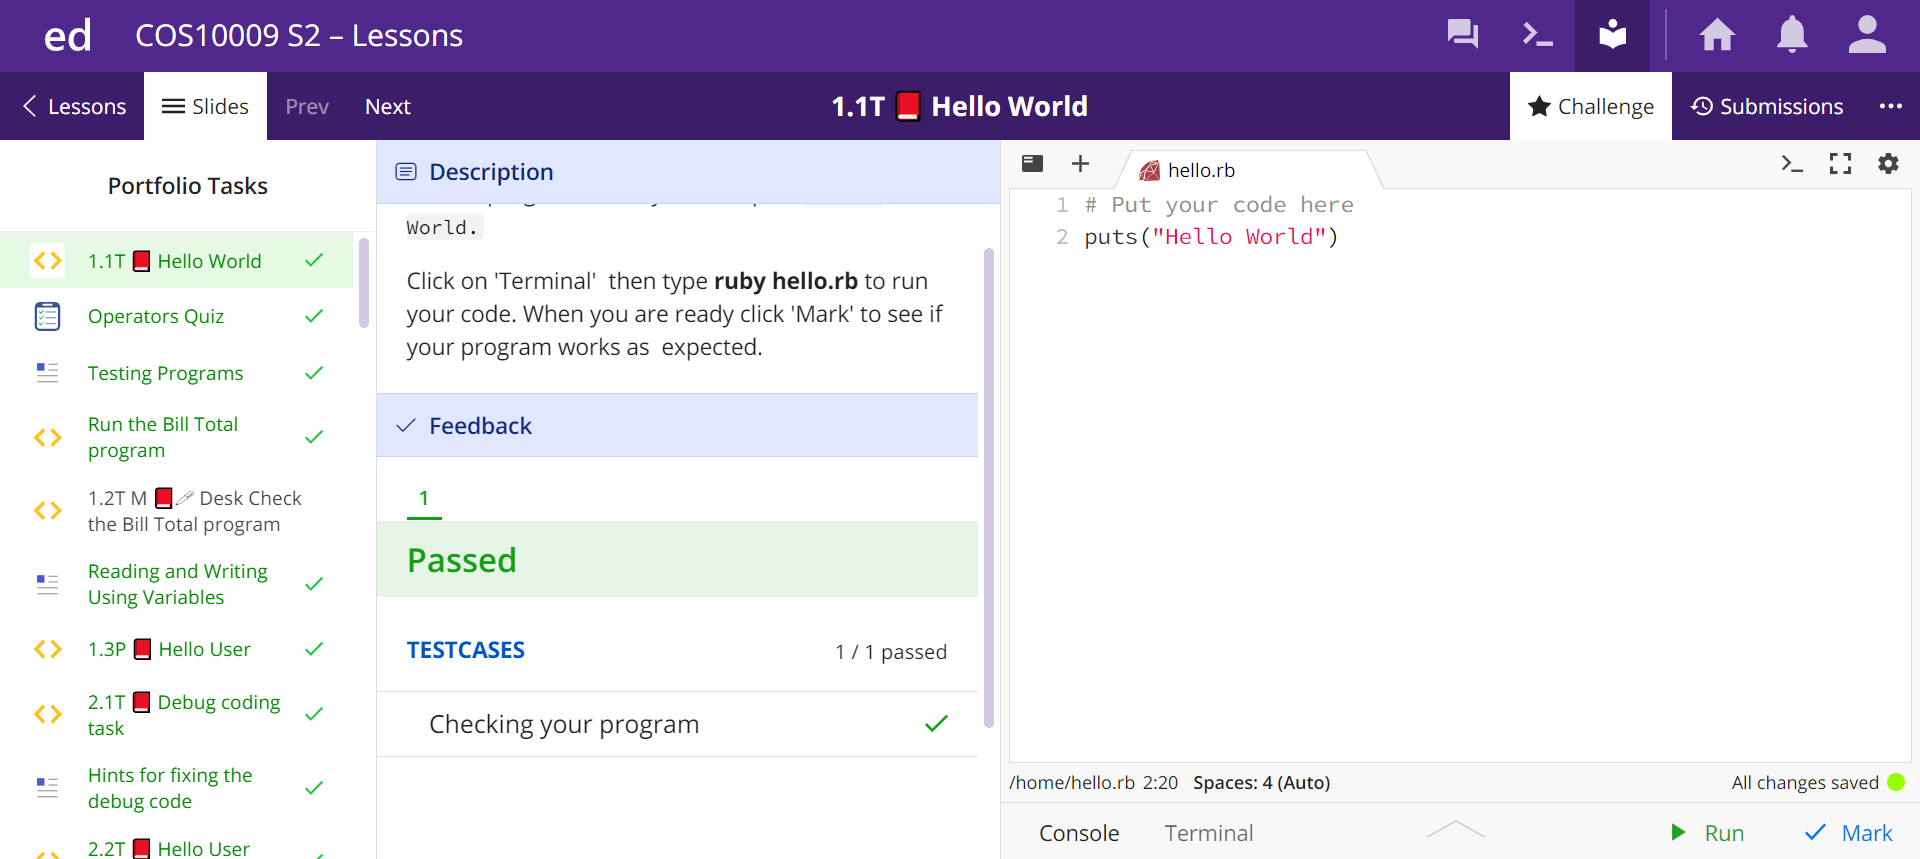 ed
COS10009 S2 – Lessons
Lessons
Slides
Prev
Next
1.1T 📕 Hello World
Challenge
Submissions
Portfolio Tasks
1.1T 📕 Hello World
Operators Quiz
Testing Programs
Run the Bill Total
program
1.2T M 📕🖊 Desk Check
the Bill Total program
Reading and Writing
Using Variables
1.3P 📕 Hello User
2.1T 📕 Debug coding
task
Hints for fixing the
debug code
2.2T 📕 Hello User
Description
World.
Click on 'Terminal'  then type ruby hello.rb to run
your code. When you are ready click 'Mark' to see if
your program works as  expected.
Feedback
1
Passed
TESTCASES
1 / 1 passed
Checking your program
hello.rb
1 # Put your code here
2 puts("Hello World")
/home/hello.rb 2:20 Spaces: 4 (Auto)
All changes saved
Console
Terminal
Run
Mark